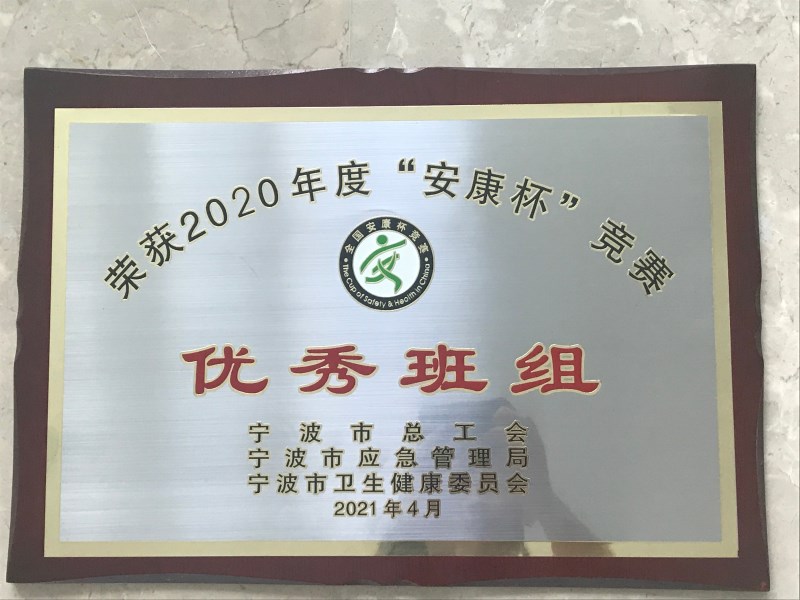 荣获2020年度“安康杯”竞赛
全国安康杯竞赛
The Cup of Safety & Health in China
优秀班组
宁波市总工会
宁波市应急管理局
宁波市卫生健康委员会
2021年4月